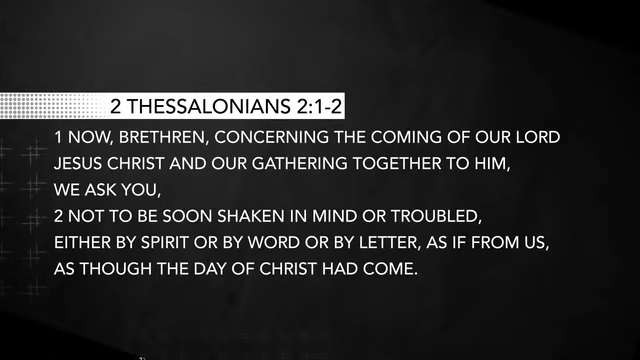 2 THESSALONIANS 2:1-2
1 NOW, BRETHREN, CONCERNING THE COMING OF OUR LORD
JESUS CHRIST AND OUR GATHERING TOGETHER TO HIM,
WE ASK YOU,
2 NOT TO BE SOON SHAKEN IN MIND OR TROUBLED,
EITHER BY SPIRIT OR BY WORD OR BY LETTER, AS IF FROM US,
AS THOUGH THE DAY OF CHRIST HAD COME.